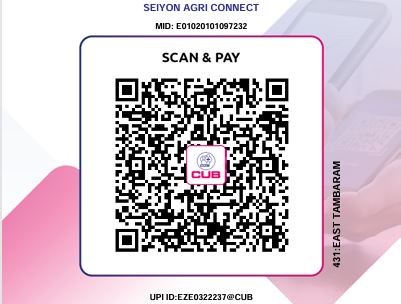 SEIYON AGRI CONNECT
MID: E01020101097232
SCAN & PAY
CUB
431:EAST TAMBARAM
UPI ID:EZE0322237@CUB